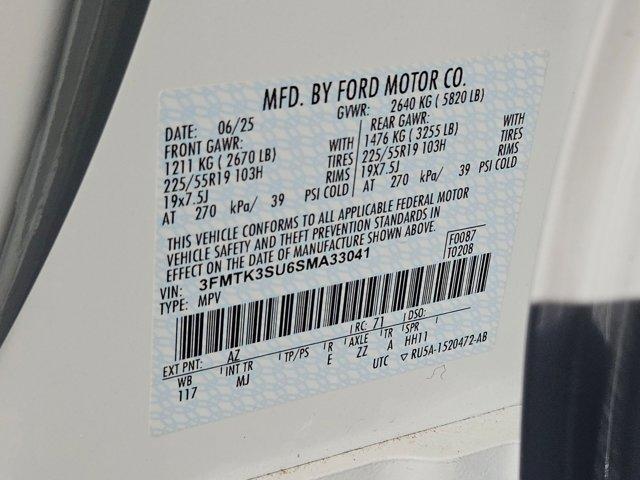 MFD. BY FORD MOTOR CO.
DATE: 06/25 GVWR: 2640 KG ( 5820 LB)
FRONT GAWR: REAR GAWR:
1211 KG ( 2670 LB) WITH 1476 KG ( 3255 LB) WITH
225/55R19 103H TIRES 225/55R19 103H TIRES
19x7.5J RIMS 19x7.5J RIMS
AT 270 kPa/ 39 PSI COLD AT 270 kPa/ 39 PSI COLD
THIS VEHICLE CONFORMS TO ALL APPLICABLE FEDERAL MOTOR
VEHICLE SAFETY AND THEFT PREVENTION STANDARDS IN
EFFECT ON THE DATE OF MANUFACTURE SHOWN ABOVE.
VIN: 3FMTK3SU6SMA33041 F0087
TYPE: MPV T0208
EXT PNT: AZ RC: 71 DSO:
WB INT TR TP/PS R AXLE TR SPR
117 MJ E ZZ A HH11
UTC ▽ RU5A-1520472-AB